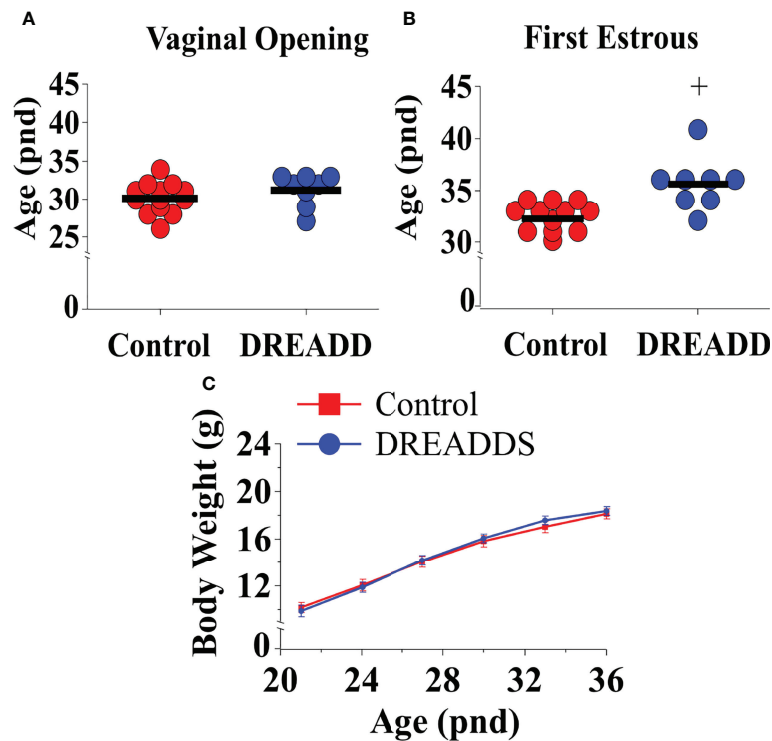 A
Vaginal Opening
Age (pnd)
45
40
35
30
25
0
Control DREADD
B
First Estrous
Age (pnd)
45
40
35
30
0
+
Control DREADD
C
Control
DREADDS
Body Weight (g)
24
20
16
12
0
20 24 28 32 36
Age (pnd)